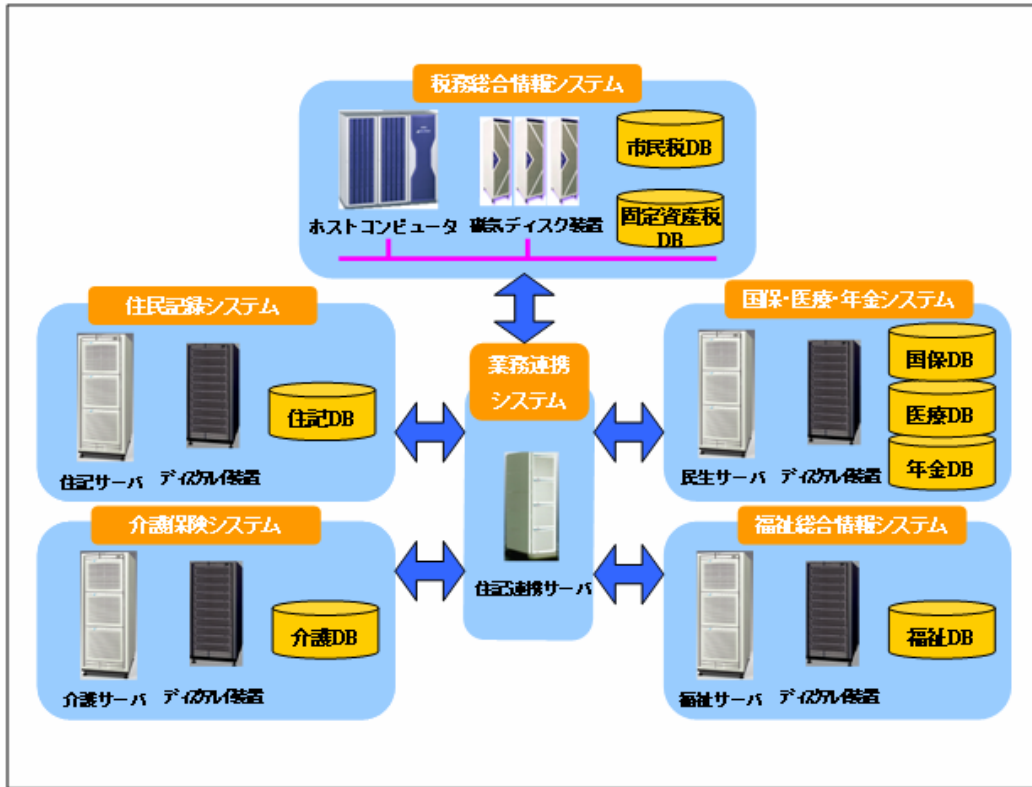 税務総合情報システム
市民税DB
ホストコンピュータ
磁気ディスク装置
固定資産税
DB
住民記録システム
国保・医療・年金システム
業務連携
システム
国保DB
住記DB
医療DB
年金DB
住記サーバ
ディスクアレイ装置
民生サーバ
ディスクアレイ装置
介護保険システム
福祉総合情報システム
住記連携サーバ
介護DB
福祉DB
介護サーバ
ディスクアレイ装置
福祉サーバ
ディスクアレイ装置